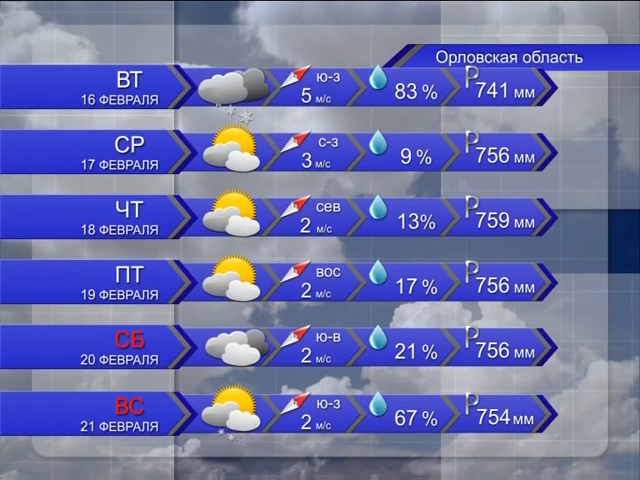 Орловская область
ВТ
16 ФЕВРАЛЯ
ю-з
5 м/с
83 %
Р 741 мм
СР
17 ФЕВРАЛЯ
с-з
3 м/с
9 %
Р 756 мм
ЧТ
18 ФЕВРАЛЯ
сев
2 м/с
13%
Р 759 мм
ПТ
19 ФЕВРАЛЯ
вос
2 м/с
17 %
Р 756 мм
СБ
20 ФЕВРАЛЯ
ю-в
2 м/с
21 %
Р 756 мм
ВС
21 ФЕВРАЛЯ
ю-з
2 м/с
67 %
Р 754 мм